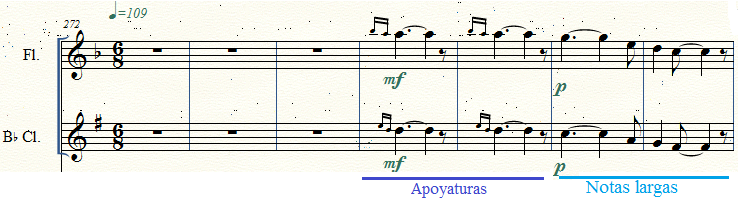 ♩=109
272
Fl.
6
8
mf
p
B♭ Cl.
6
8
mf
p
Apoyaturas
Notas largas